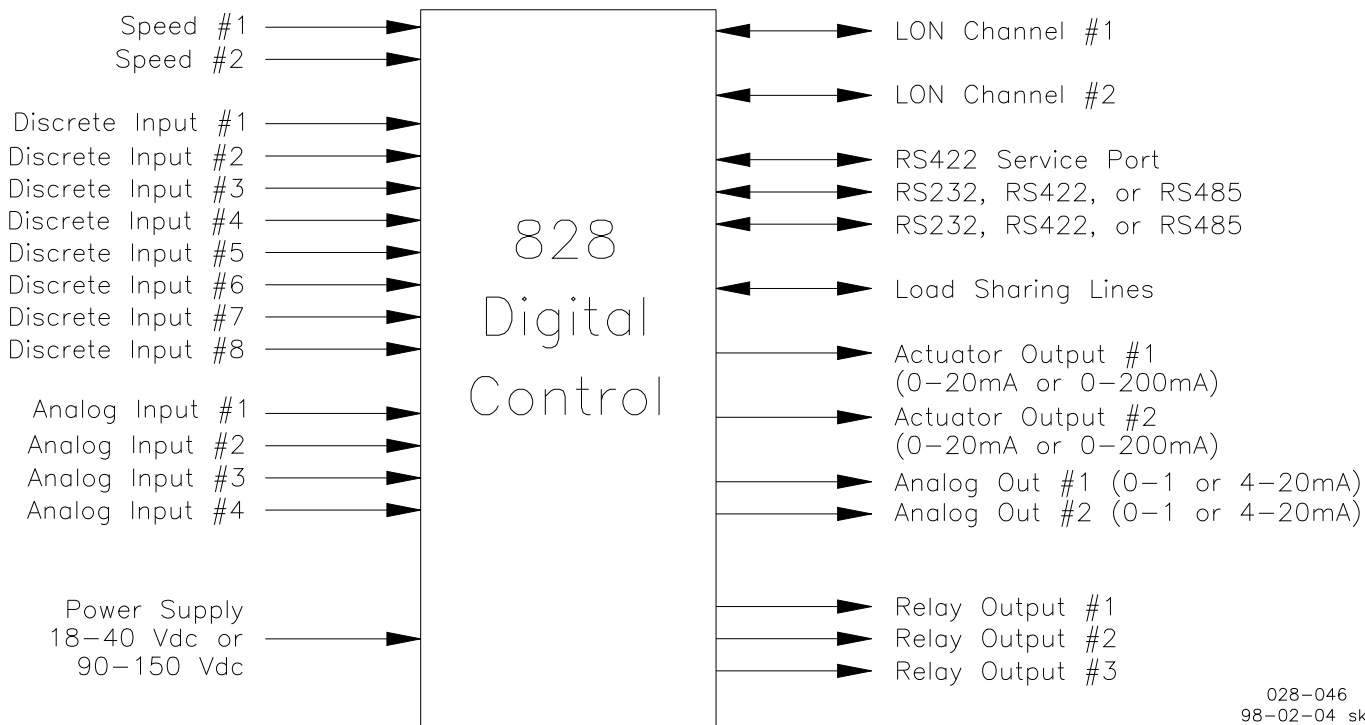 Speed #1
Speed #2
Discrete Input #1
Discrete Input #2
Discrete Input #3
Discrete Input #4
Discrete Input #5
Discrete Input #6
Discrete Input #7
Discrete Input #8
Analog Input #1
Analog Input #2
Analog Input #3
Analog Input #4
Power Supply
18-40 Vdc or
90-150 Vdc
828
Digital
Control
LON Channel #1
LON Channel #2
RS422 Service Port
RS232, RS422, or RS485
RS232, RS422, or RS485
Load Sharing Lines
Actuator Output #1
(0-20mA or 0-200mA)
Actuator Output #2
(0-20mA or 0-200mA)
Analog Out #1 (0-1 or 4-20mA)
Analog Out #2 (0-1 or 4-20mA)
Relay Output #1
Relay Output #2
Relay Output #3
028-046
98-02-04 sk